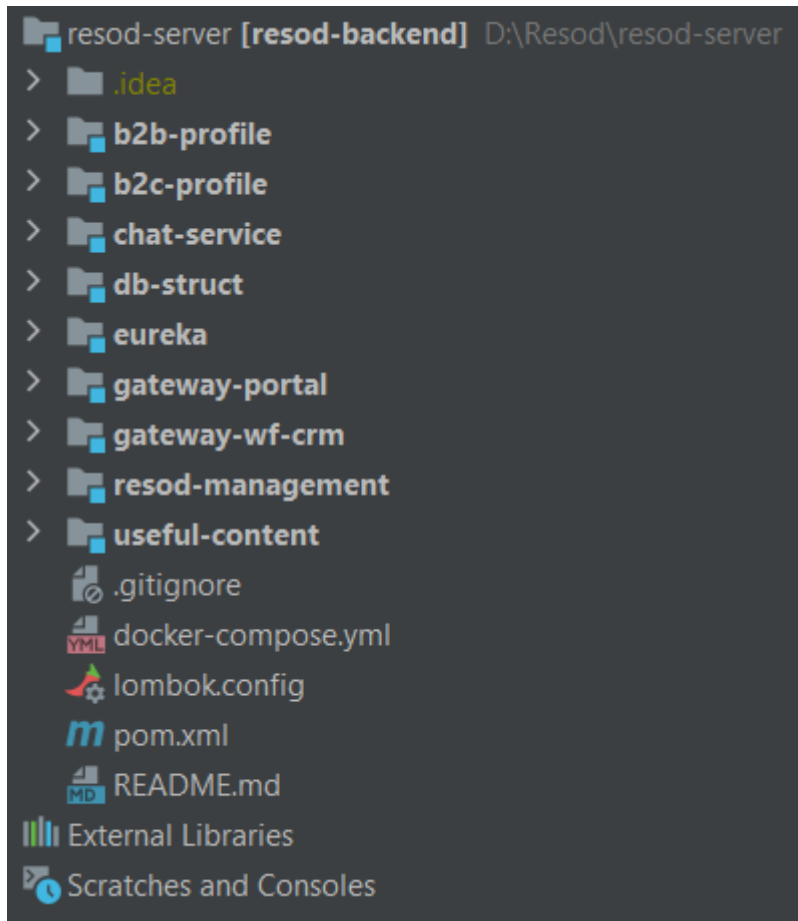 resod-server [resod-backend] D:\Resod\resod-server
.idea
b2b-profile
b2c-profile
chat-service
db-struct
eureka
gateway-portal
gateway-wf-crm
resod-management
useful-content
.gitignore
YML docker-compose.yml
lombok.config
m pom.xml
MD README.md
External Libraries
Scratches and Consoles